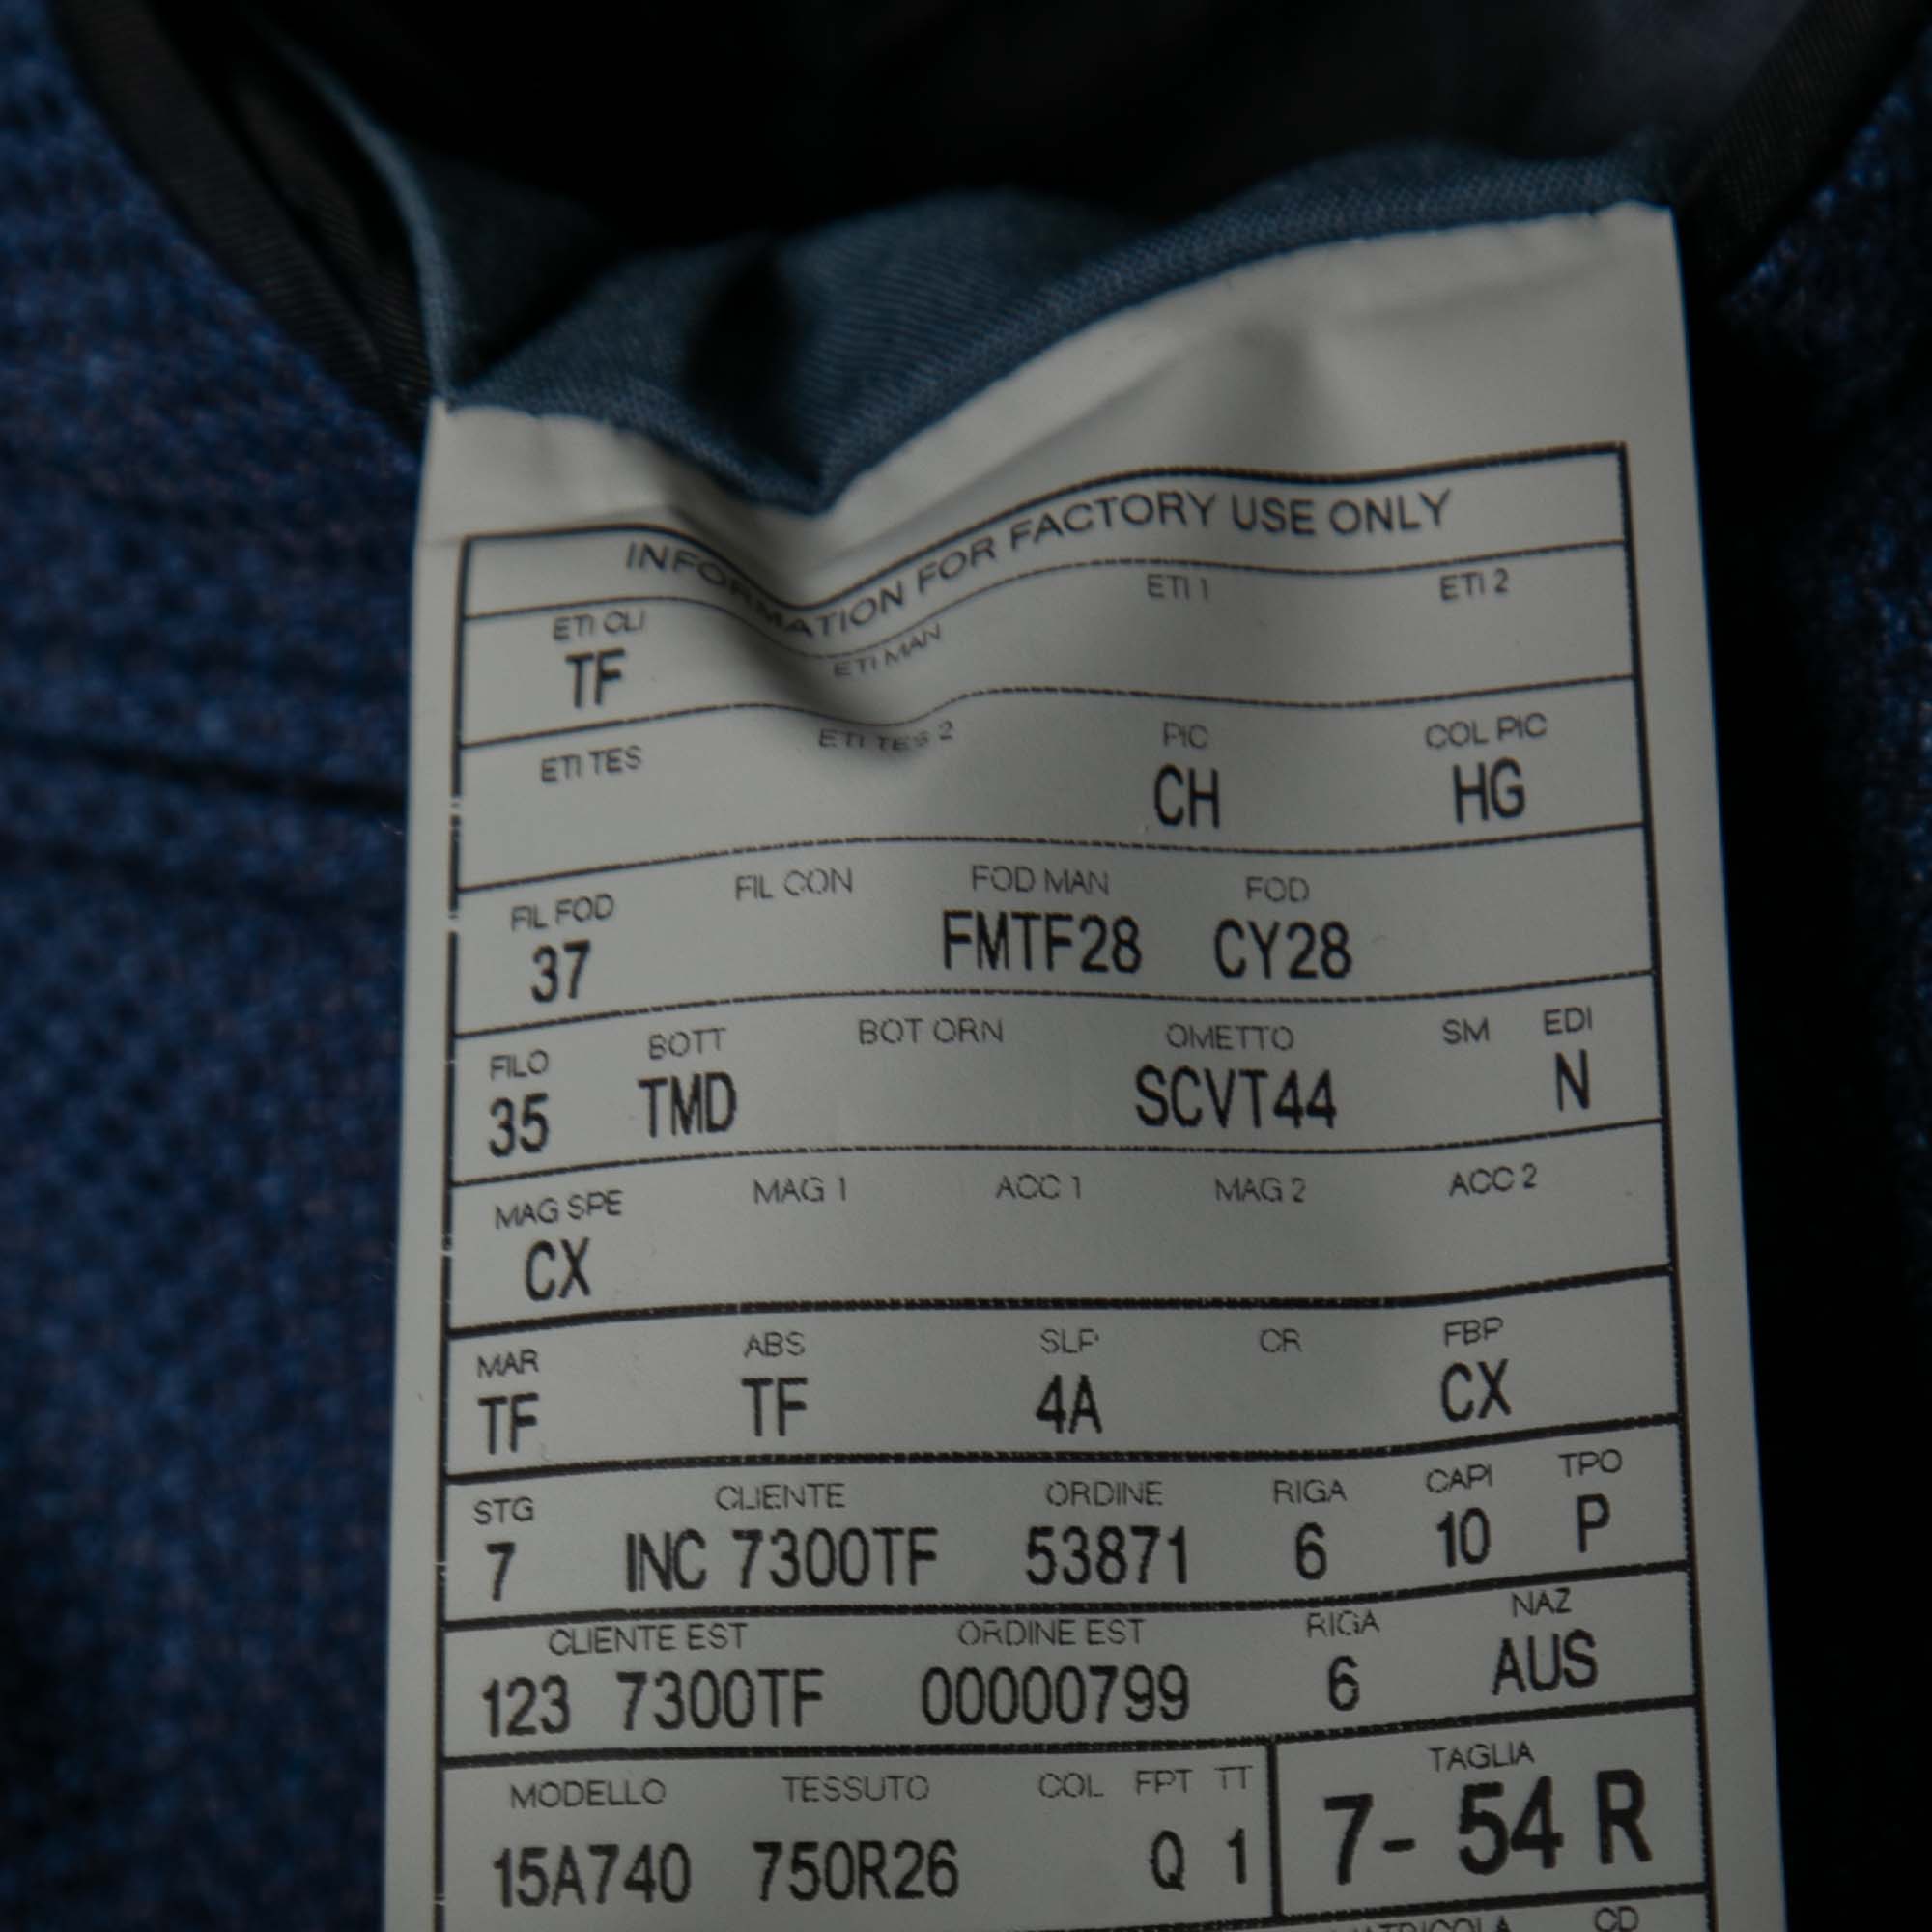 INFORMATION FOR FACTORY USE ONLY
ETI CLI ETI MAN ETI 1 ETI 2
TF
ETI TES ETI TES 2 PIC COL PIC
CH HG
FIL FOD FIL CON FOD MAN FOD
37 FMTF28 CY28
FILO BOTT BOT ORN OMETTO SM EDI
35 TMD SCVT44 N
MAG SPE MAG 1 ACC 1 MAG 2 ACC 2
CX
MAR ABS SLP CR FBP
TF TF 4A CX
STG CLIENTE ORDINE RIGA CAPI TPO
7 INC 7300TF 53871 6 10 P
CLIENTE EST ORDINE EST RIGA NAZ
123 7300TF 00000799 6 AUS
MODELLO TESSUTO COL FPT TT TAGLIA
15A740 750R26 Q 1 7- 54 R
CD